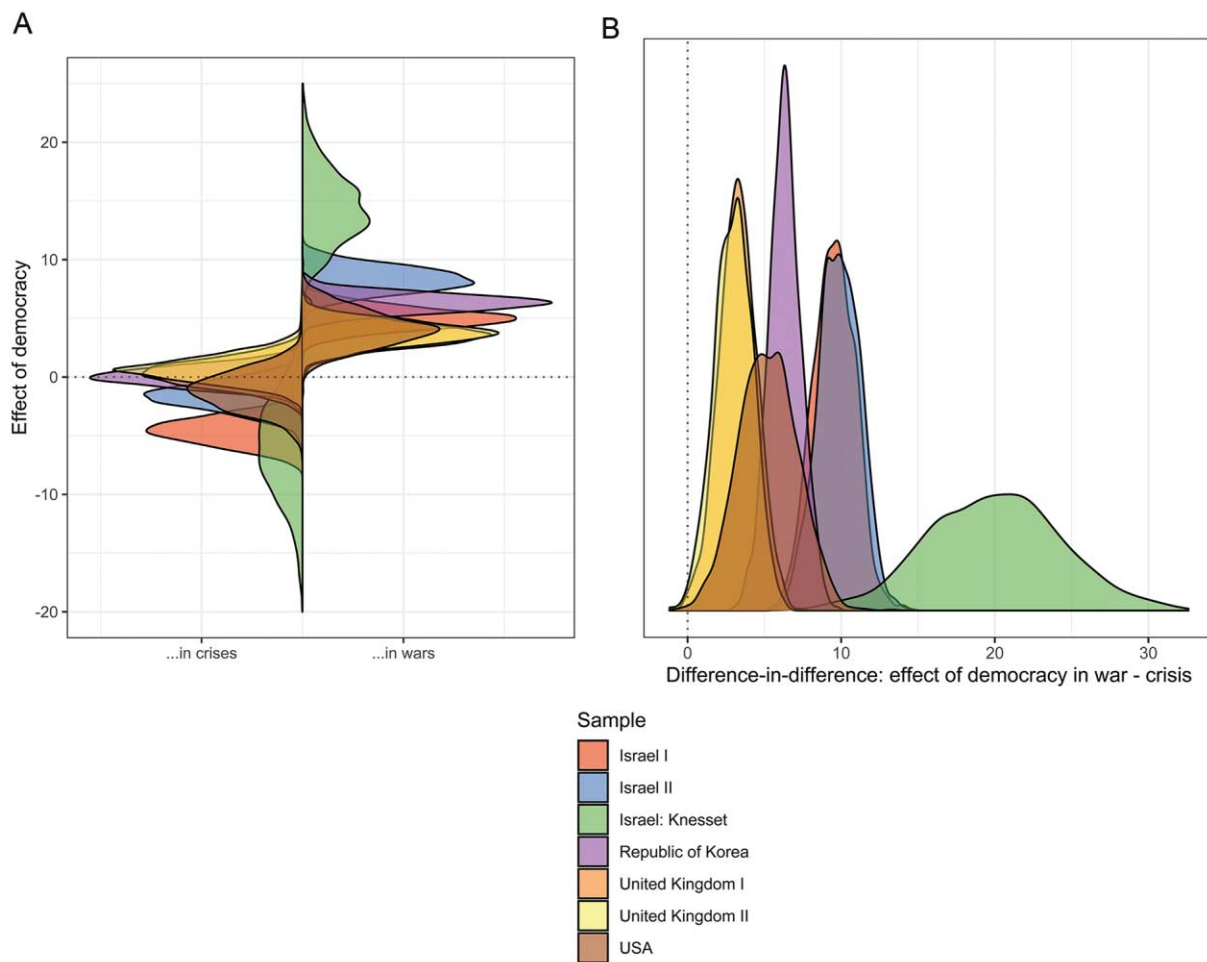 A
B
Effect of democracy
20
10
0
-10
-20
...in crises
...in wars
0
10
20
30
Difference-in-difference: effect of democracy in war - crisis
Sample
Israel I
Israel II
Israel: Knesset
Republic of Korea
United Kingdom I
United Kingdom II
USA